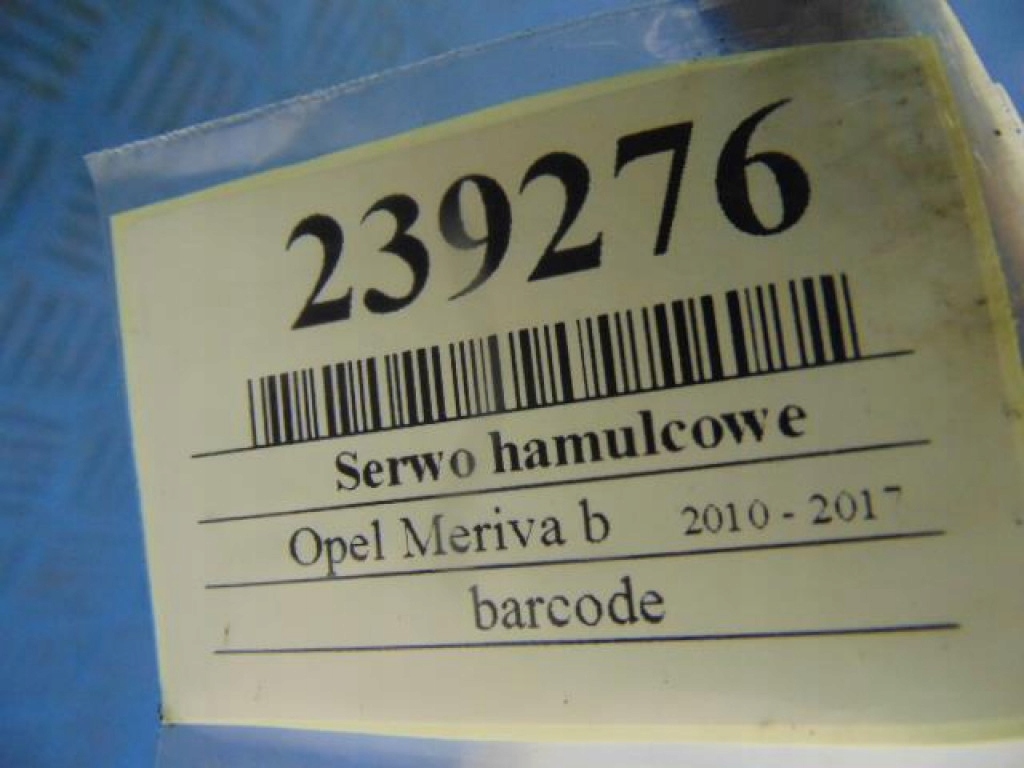 239276
Serwo hamulcowe
Opel Meriva b 2010 - 2017
barcode